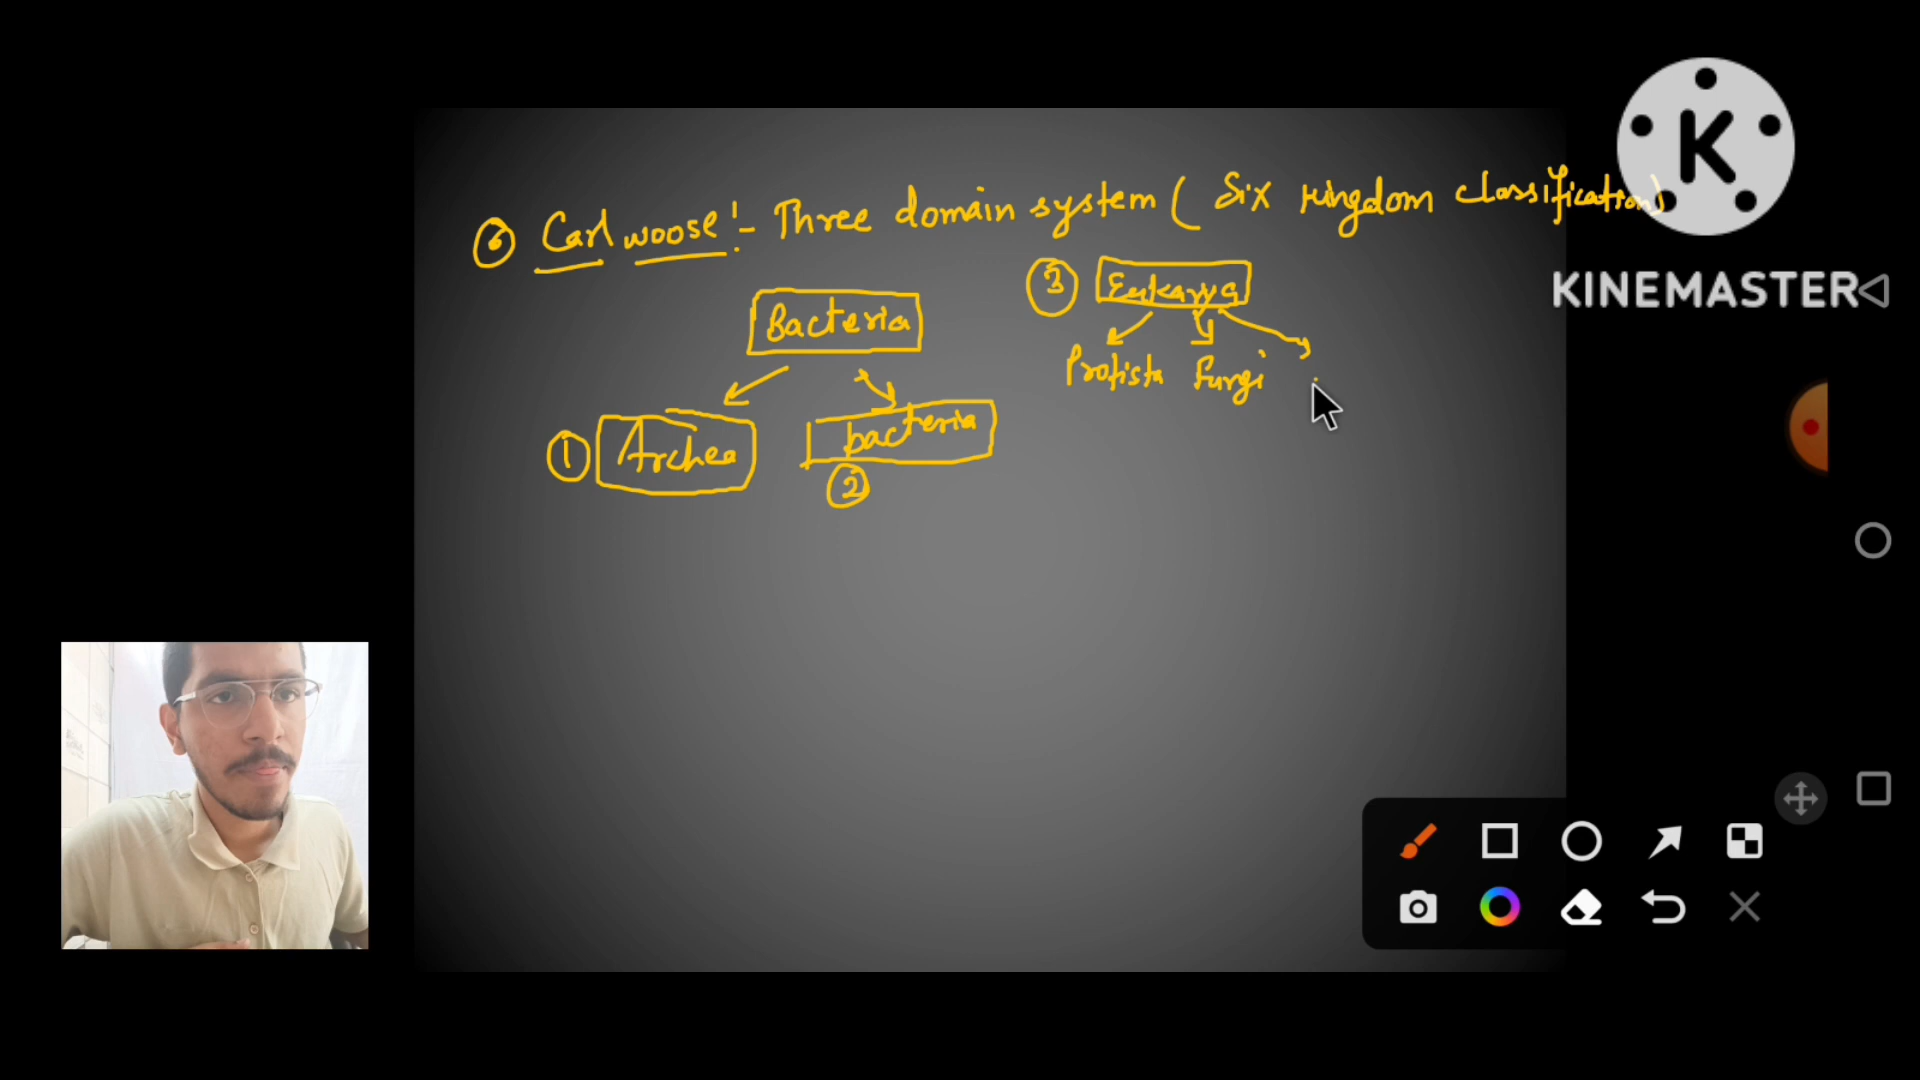 ⑥ Carl woose:- Three domain system ( Six kingdom classification)
③ Eukarya
Bacteria
Protista Fungi
① Archea bacteria
②
K
KINEMASTER